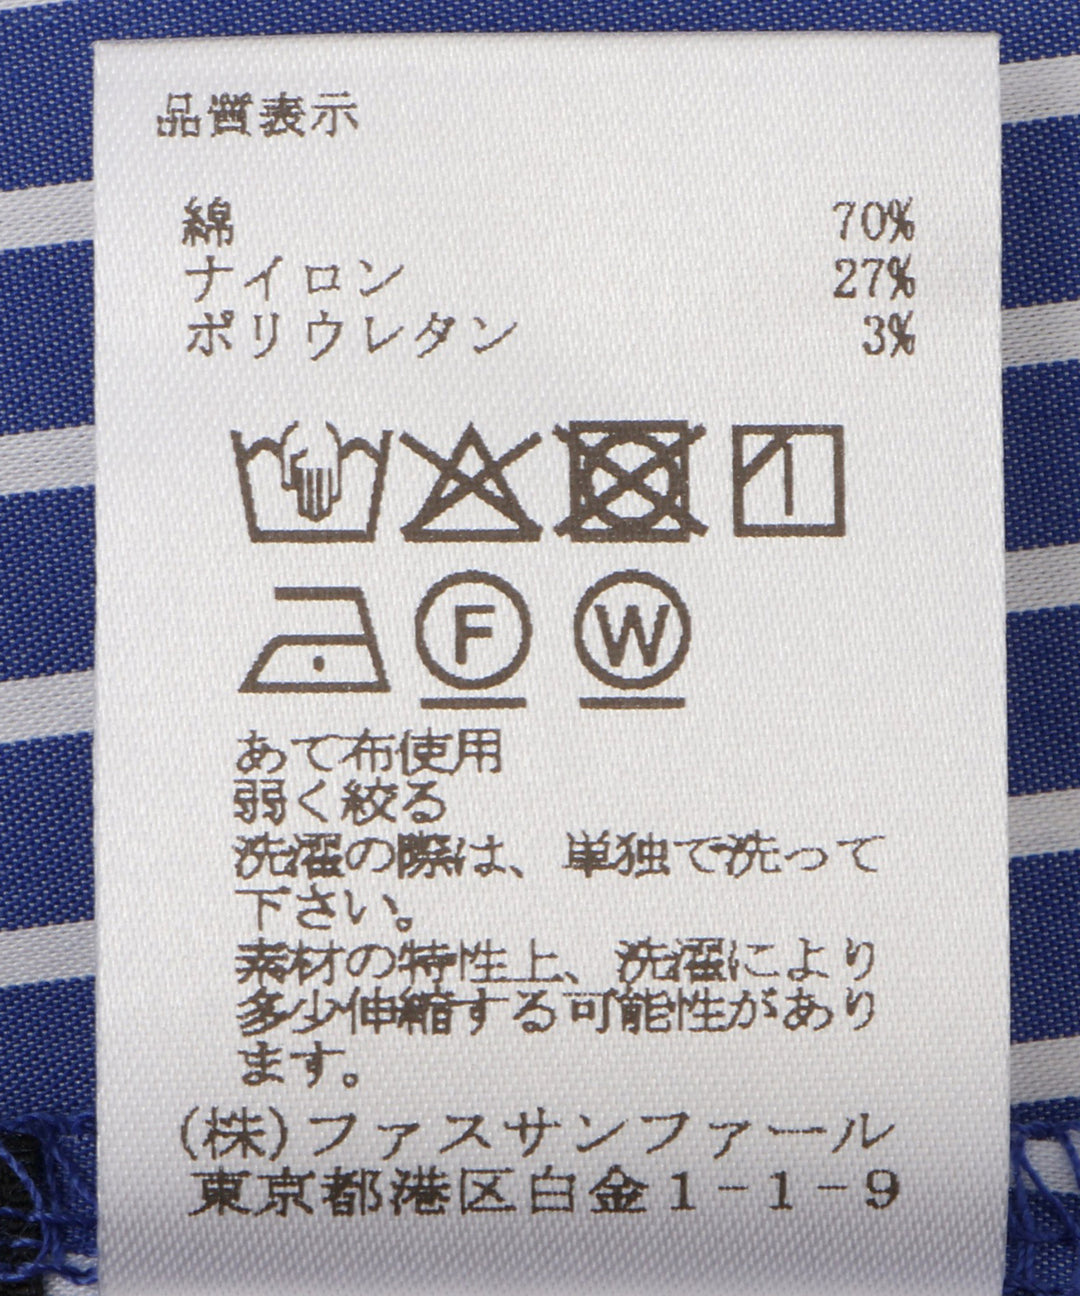 品質表示
綿 70%
ナイロン 27%
ポリウレタン 3%
F W
あて布使用
弱く絞る
洗濯の際は、単独で洗って
下さい。
素材の特性上、洗濯により
多少伸縮する可能性があり
ます。
(株)ファスサンファール
東京都港区白金1-1-9